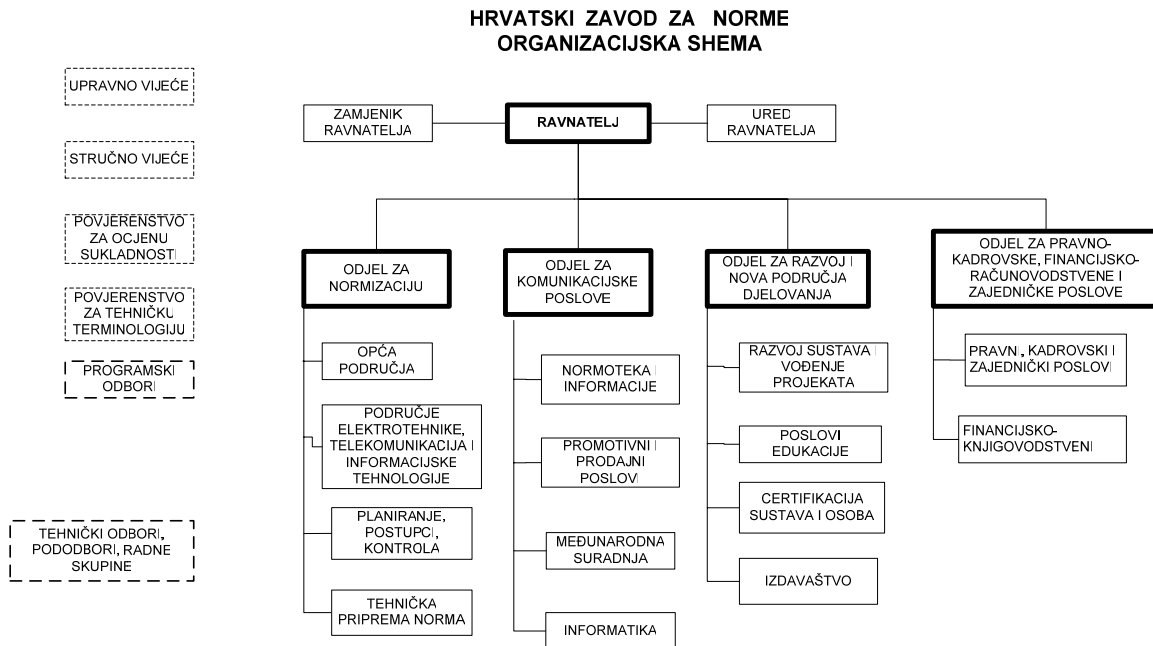 HRVATSKI ZAVOD ZA NORME
ORGANIZACIJSKA SHEMA
UPRAVNO VIJEĆE
STRUČNO VIJEĆE
POVJERENSTVO
ZA OCJENU
SUKLADNOSTI
POVJERENSTVO
ZA TEHNIČKU
TERMINOLOGIJU
PROGRAMSKI
ODBORI
TEHNIČKI ODBORI,
PODODBORI, RADNE
SKUPINE
ZAMJENIK
RAVNATELJA
RAVNATELJ
URED
RAVNATELJA
ODJEL ZA
NORMIZACIJU
OPĆA
PODRUČJA
PODRUČJE
ELEKTROTEHNIKE,
TELEKOMUNIKACIJA I
INFORMACIJSKE
TEHNOLOGIJE
PLANIRANJE,
POSTUPCI,
KONTROLA
TEHNIČKA
PRIPREMA NORMA
ODJEL ZA
KOMUNIKACIJSKE
POSLOVE
NORMOTEKA I
INFORMACIJE
PROMOTIVNI I
PRODAJNI
POSLOVI
MEĐUNARODNA
SURADNJA
INFORMATIKA
ODJEL ZA RAZVOJ I
NOVA PODRUČJA
DJELOVANJA
RAZVOJ SUSTAVA I
VOĐENJE
PROJEKATA
POSLOVI
EDUKACIJE
CERTIFIKACIJA
SUSTAVA I OSOBA
IZDAVAŠTVO
ODJEL ZA PRAVNO-
KADROVSKE, FINANCIJSKO-
RAČUNOVODSTVENE I
ZAJEDNIČKE POSLOVE
PRAVNI, KADROVSKI I
ZAJEDNIČKI POSLOVI
FINANCIJSKO-
KNJIGOVODSTVENI